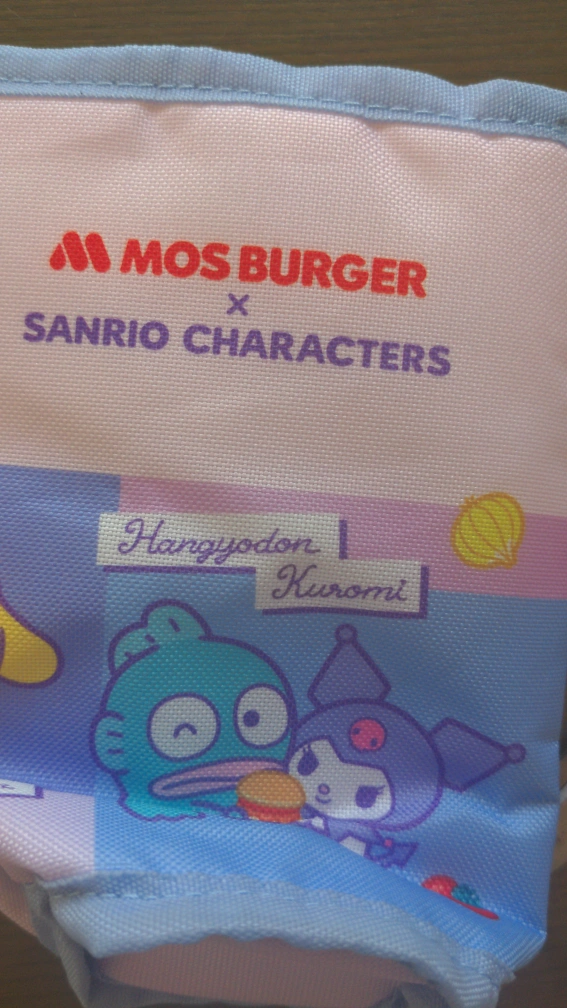 MOS BURGER
×
SANRIO CHARACTERS
Hangyodon
Kuromi